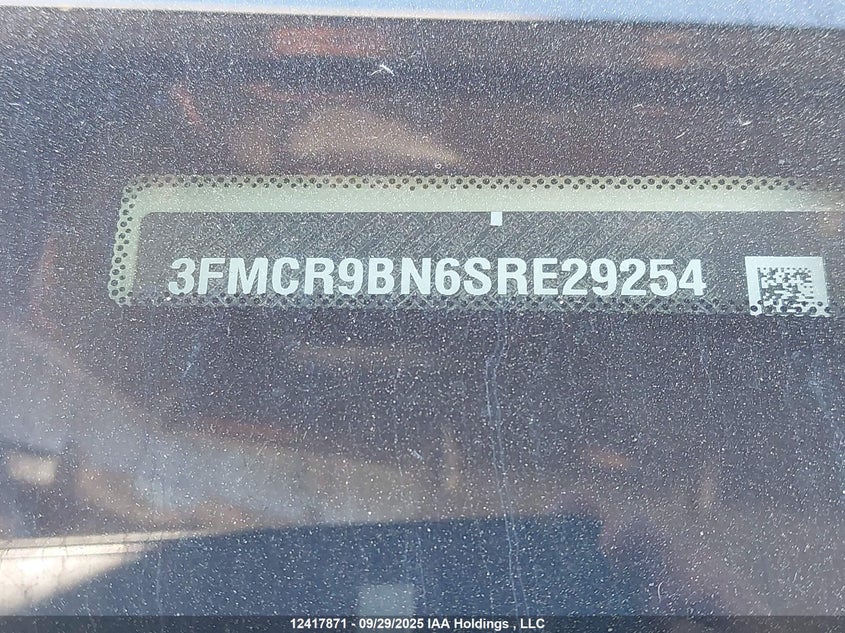 3FMCR9BN6SRE29254
12417871 - 09/29/2025 IAA Holdings , LLC